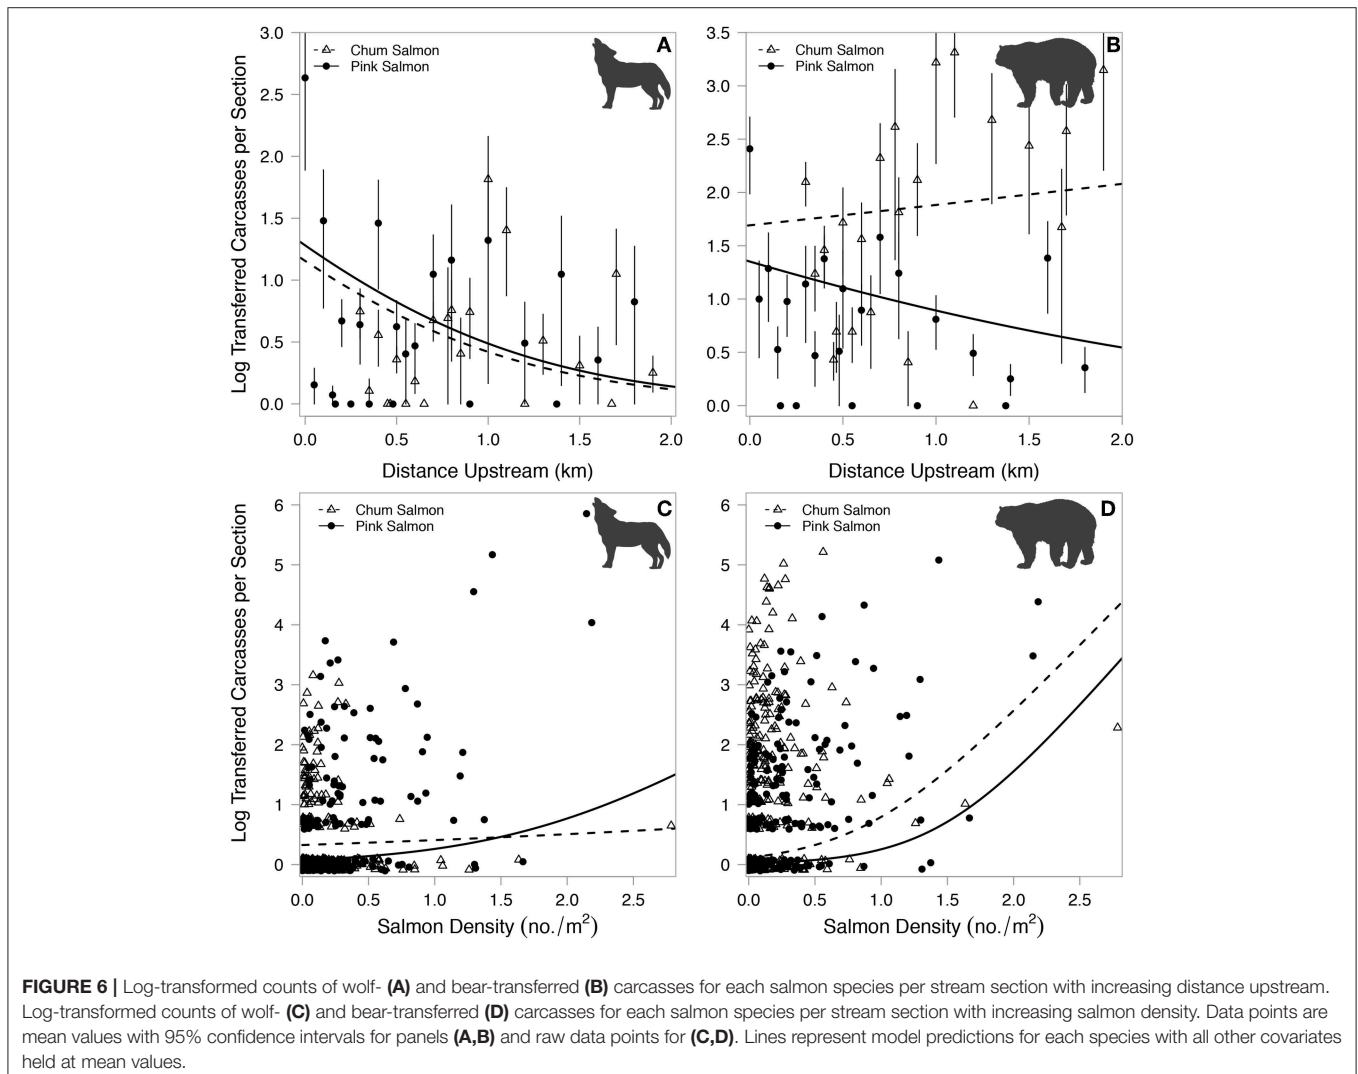 A
Chum Salmon
Pink Salmon
Log Transferred Carcasses per Section
3.0
2.5
2.0
1.5
1.0
0.5
0.0
0.0 0.5 1.0 1.5 2.0
Distance Upstream (km)
B
Chum Salmon
Pink Salmon
3.5
3.0
2.5
2.0
1.5
1.0
0.5
0.0
0.0 0.5 1.0 1.5 2.0
Distance Upstream (km)
C
Chum Salmon
Pink Salmon
Log Transferred Carcasses per Section
6
5
4
3
2
1
0
0.0 0.5 1.0 1.5 2.0 2.5
Salmon Density (no./m²)
D
Chum Salmon
Pink Salmon
6
5
4
3
2
1
0
0.0 0.5 1.0 1.5 2.0 2.5
Salmon Density (no./m²)
FIGURE 6 | Log-transformed counts of wolf- (A) and bear-transferred (B) carcasses for each salmon species per stream section with increasing distance upstream.
Log-transformed counts of wolf- (C) and bear-transferred (D) carcasses for each salmon species per stream section with increasing salmon density. Data points are
mean values with 95% confidence intervals for panels (A,B) and raw data points for (C,D). Lines represent model predictions for each species with all other covariates
held at mean values.